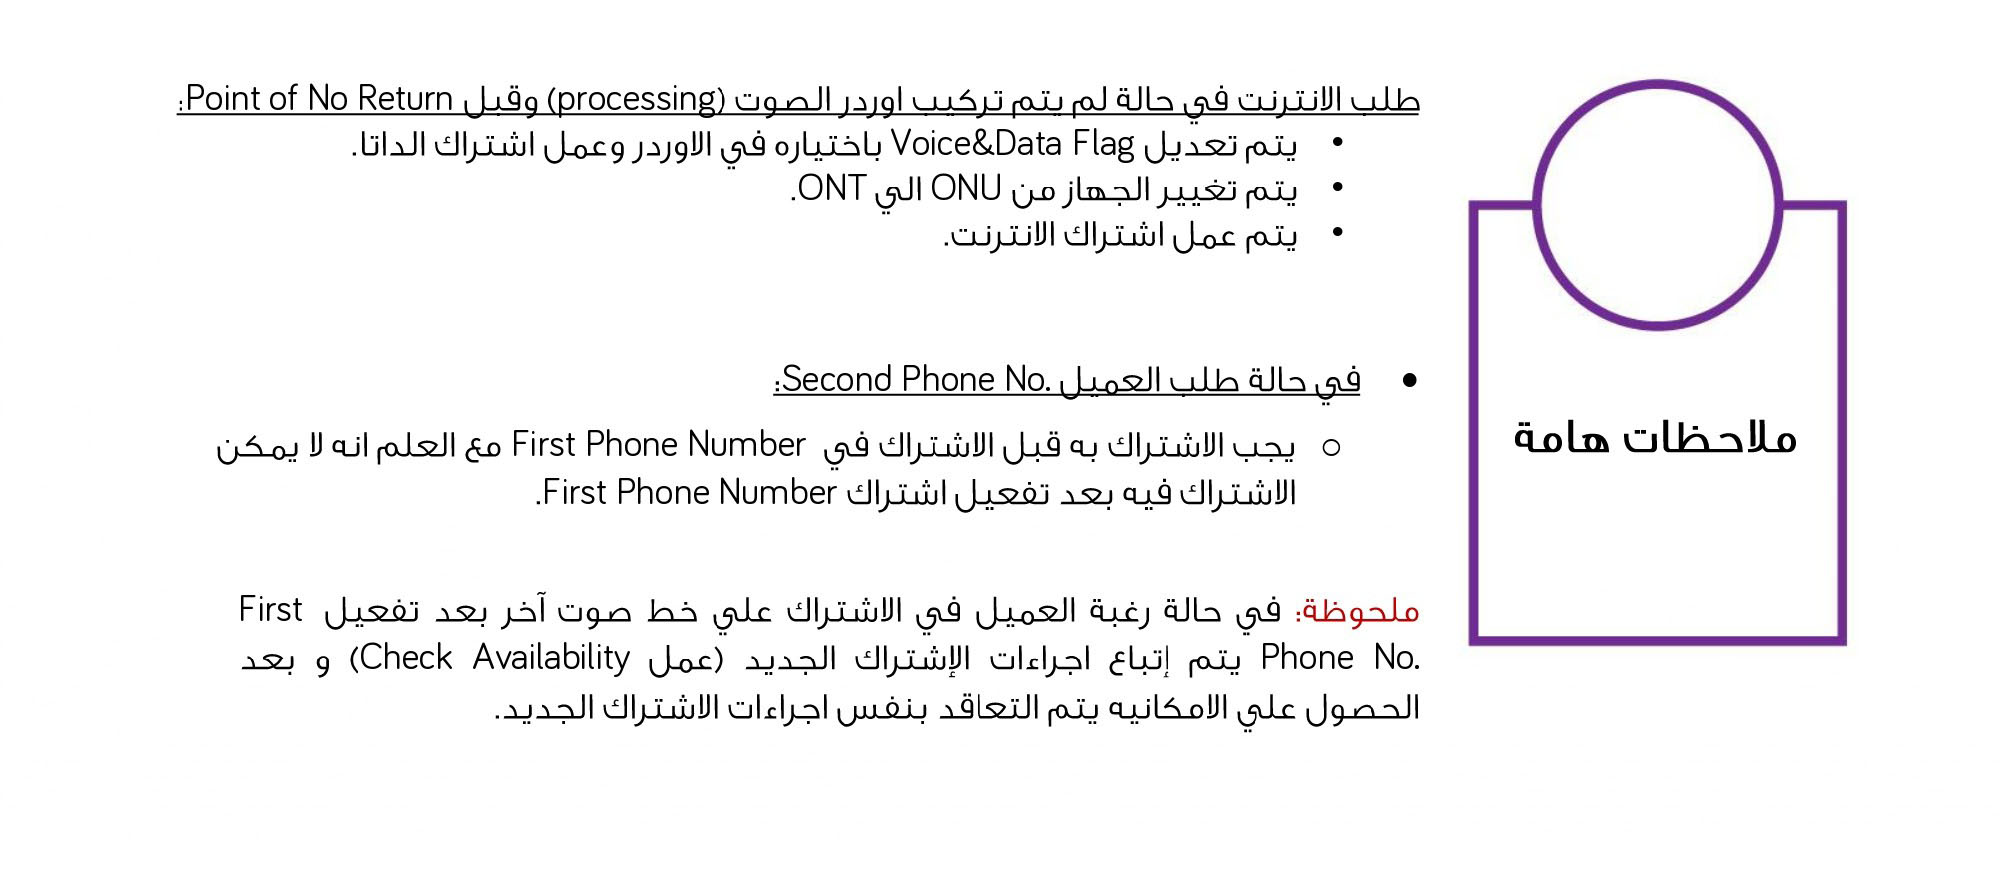 طلب الانترنت في حالة لم يتم تركيب اوردر الصوت (processing) وقبل Point of No Return:
• يتم تعديل Voice&Data Flag باختياره في الاوردر وعمل اشتراك الداتا.
• يتم تغيير الجهاز من ONU الي ONT.
• يتم عمل اشتراك الانترنت.
ملاحظات هامة
• في حالة طلب العميل Second Phone No.:
o يجب الاشتراك به قبل الاشتراك في First Phone Number مع العلم انه لا يمكن
الاشتراك فيه بعد تفعيل اشتراك First Phone Number.
ملحوظة: في حالة رغبة العميل في الاشتراك علي خط صوت آخر بعد تفعيل First
Phone No. يتم إتباع اجراءات الإشتراك الجديد (عمل Check Availability) و بعد
الحصول علي الامكانيه يتم التعاقد بنفس اجراءات الاشتراك الجديد.